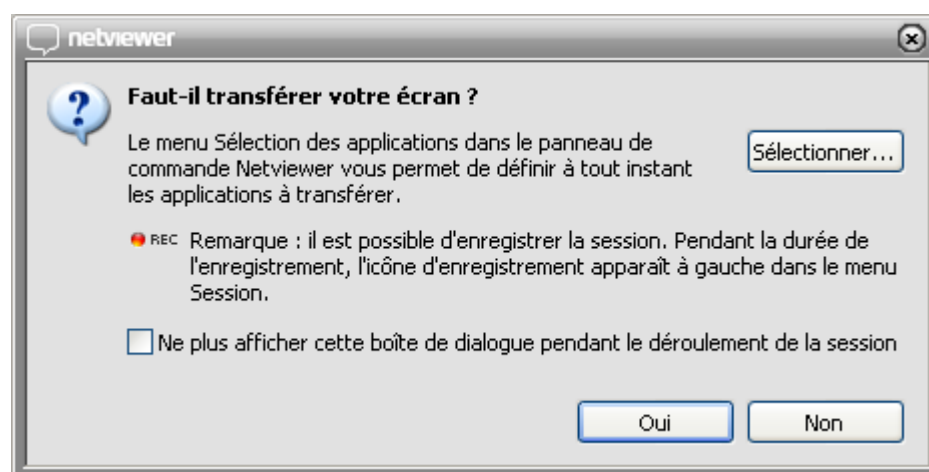 netviewer
Faut-il transférer votre écran ?
Le menu Sélection des applications dans le panneau de
commande Netviewer vous permet de définir à tout instant
les applications à transférer.
Sélectionner...
REC Remarque : il est possible d'enregistrer la session. Pendant la durée de
l'enregistrement, l'icône d'enregistrement apparaît à gauche dans le menu
Session.
Ne plus afficher cette boîte de dialogue pendant le déroulement de la session
Oui
Non